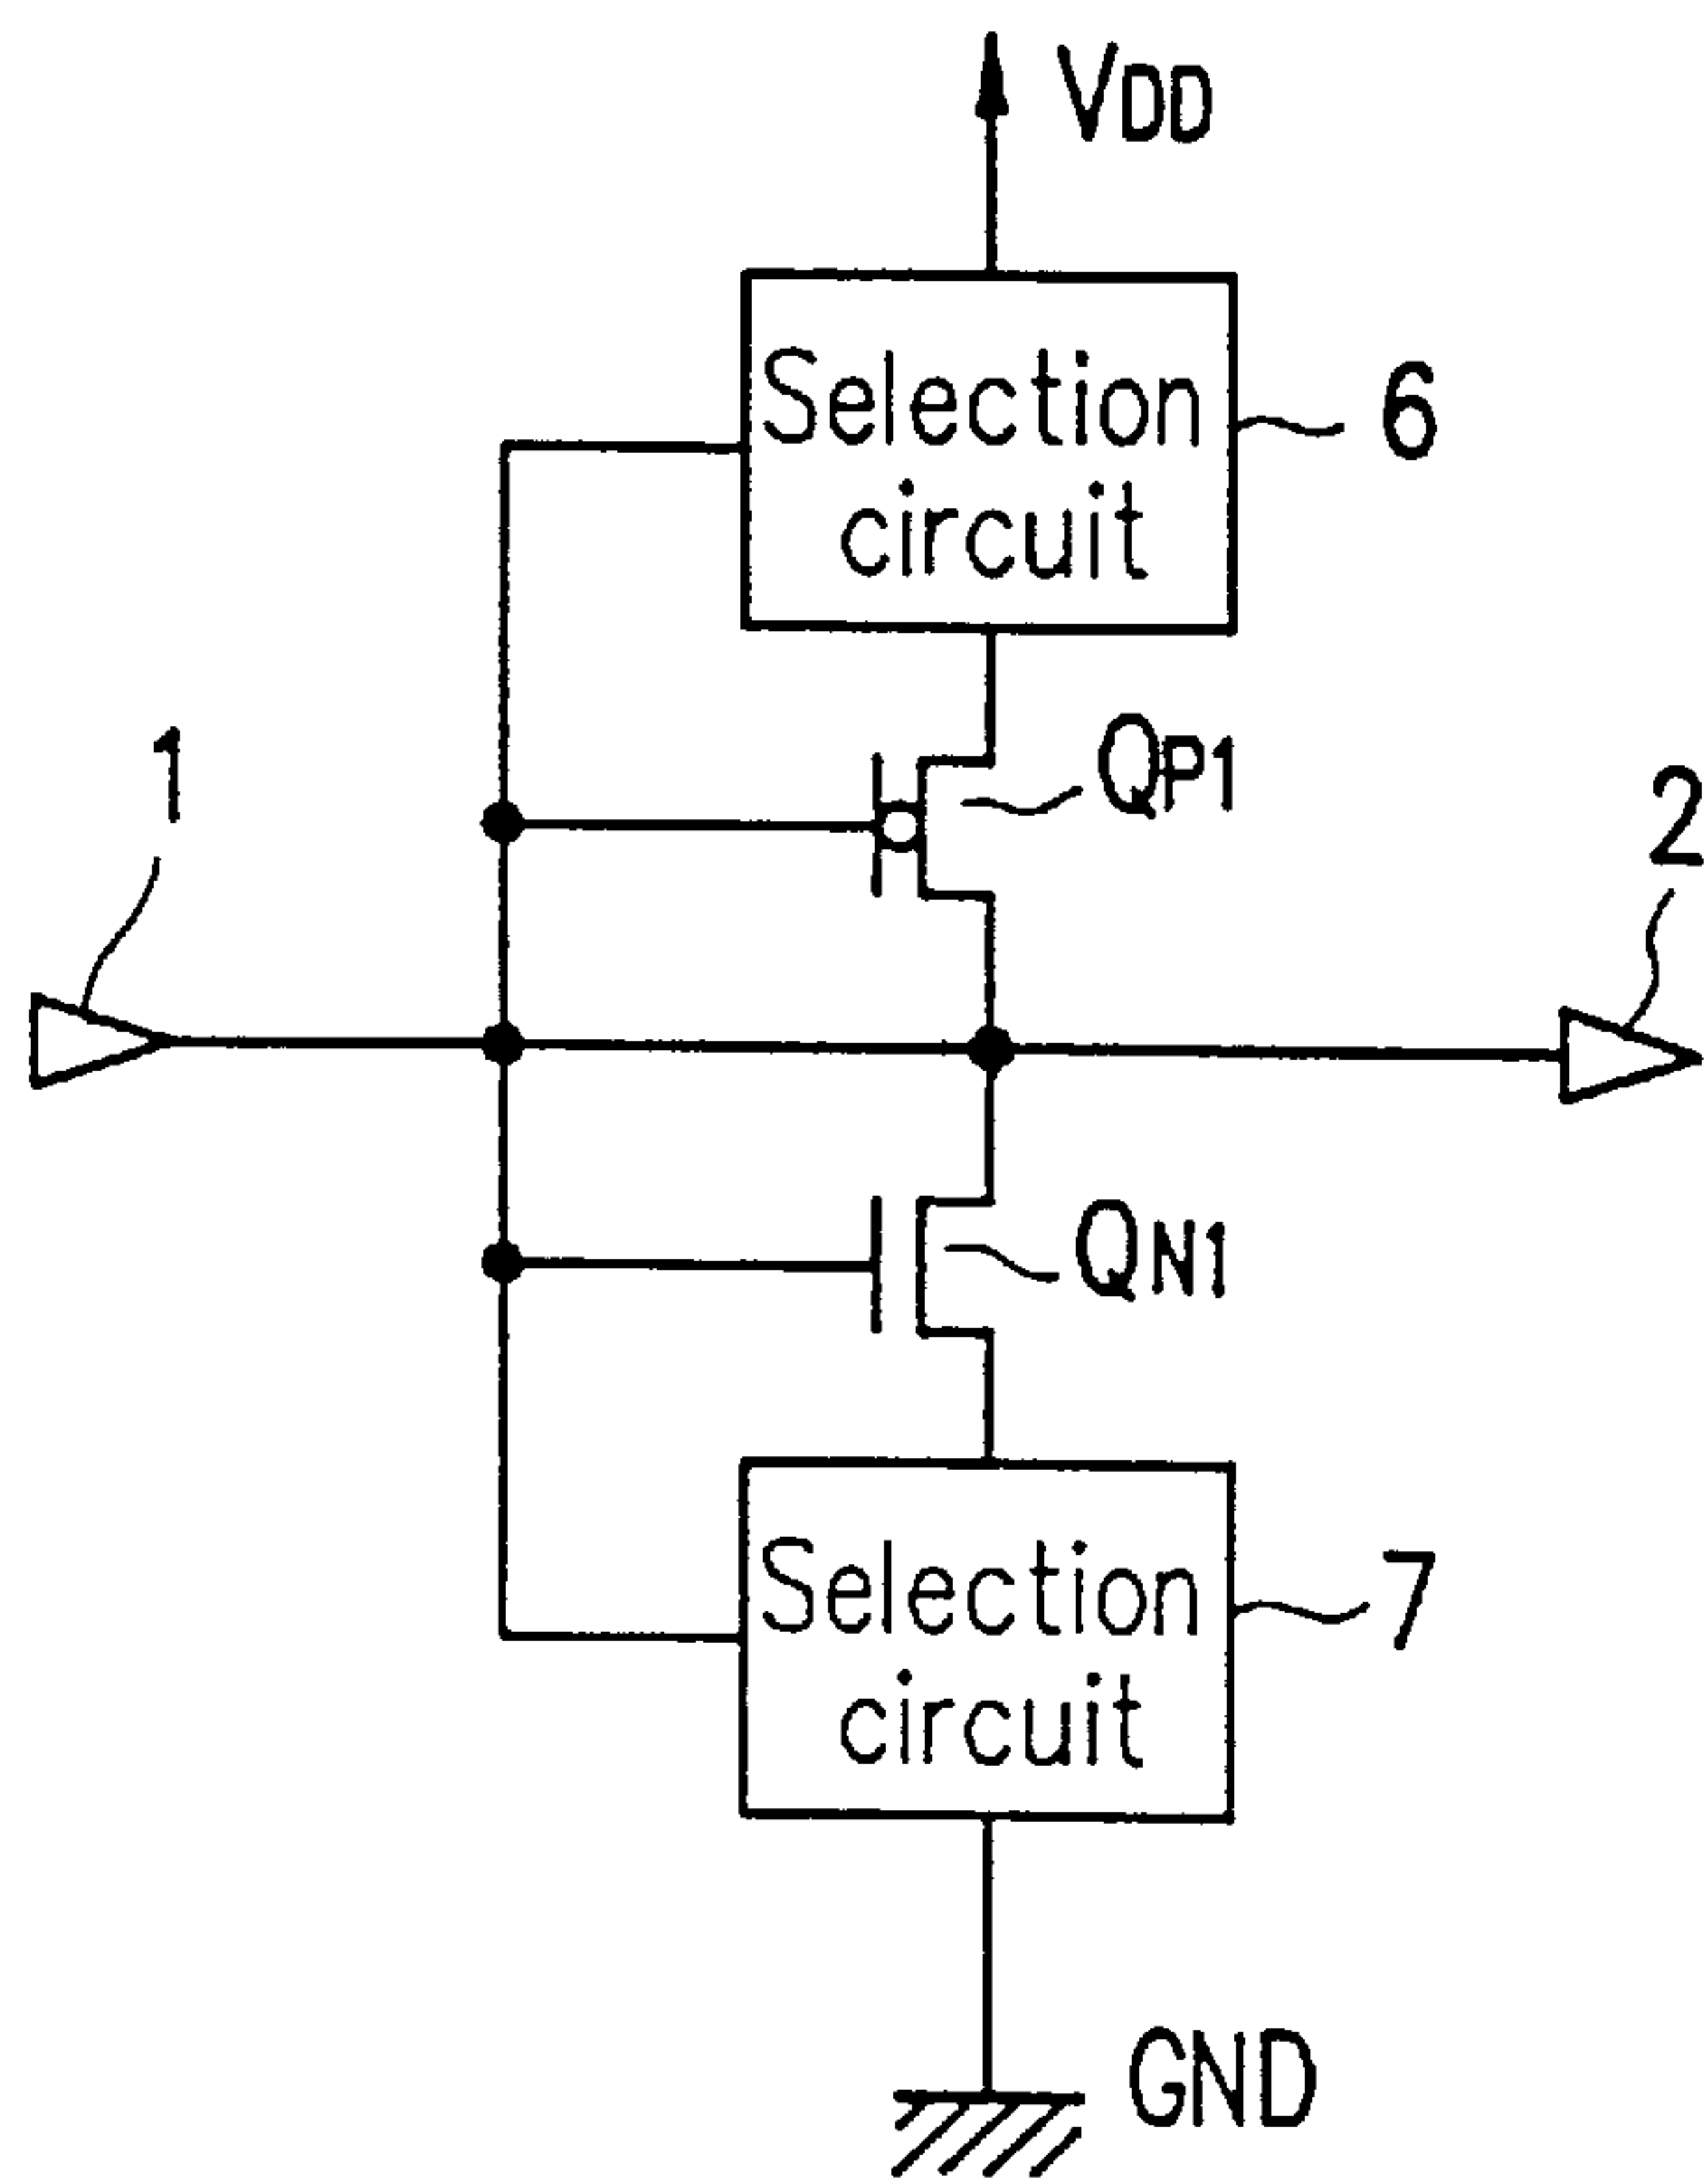 VDD
Selection
circuit
6
1
QP1
2
QN1
Selection
circuit
7
GND